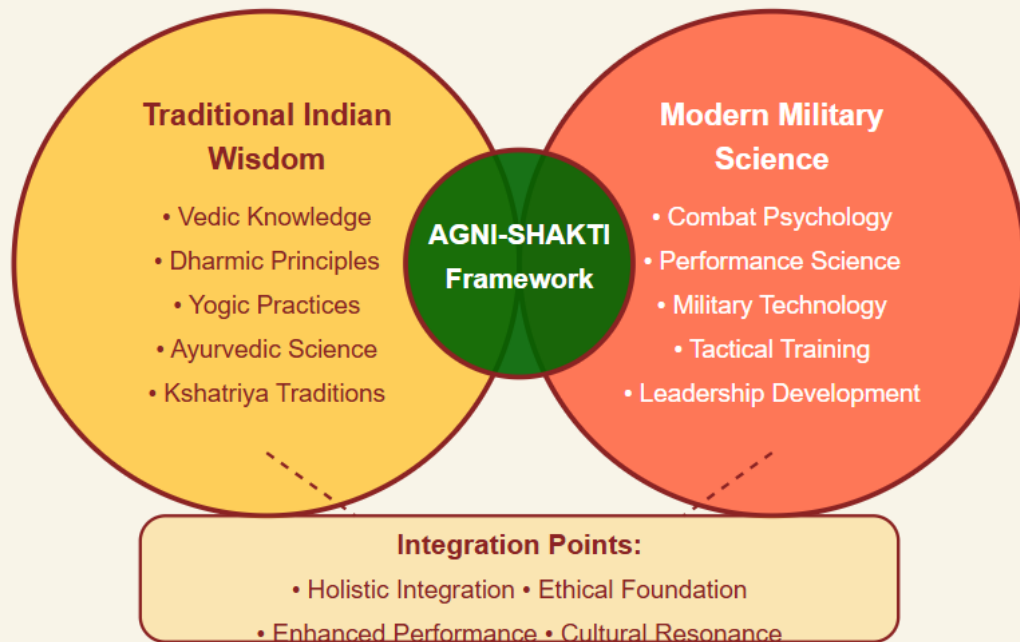 Traditional Indian
Wisdom
• Vedic Knowledge
• Dharmic Principles
• Yogic Practices
• Ayurvedic Science
• Kshatriya Traditions
AGNI-SHAKTI
Framework
Modern Military
Science
• Combat Psychology
• Performance Science
• Military Technology
• Tactical Training
• Leadership Development
Integration Points:
• Holistic Integration • Ethical Foundation
• Enhanced Performance • Cultural Resonance